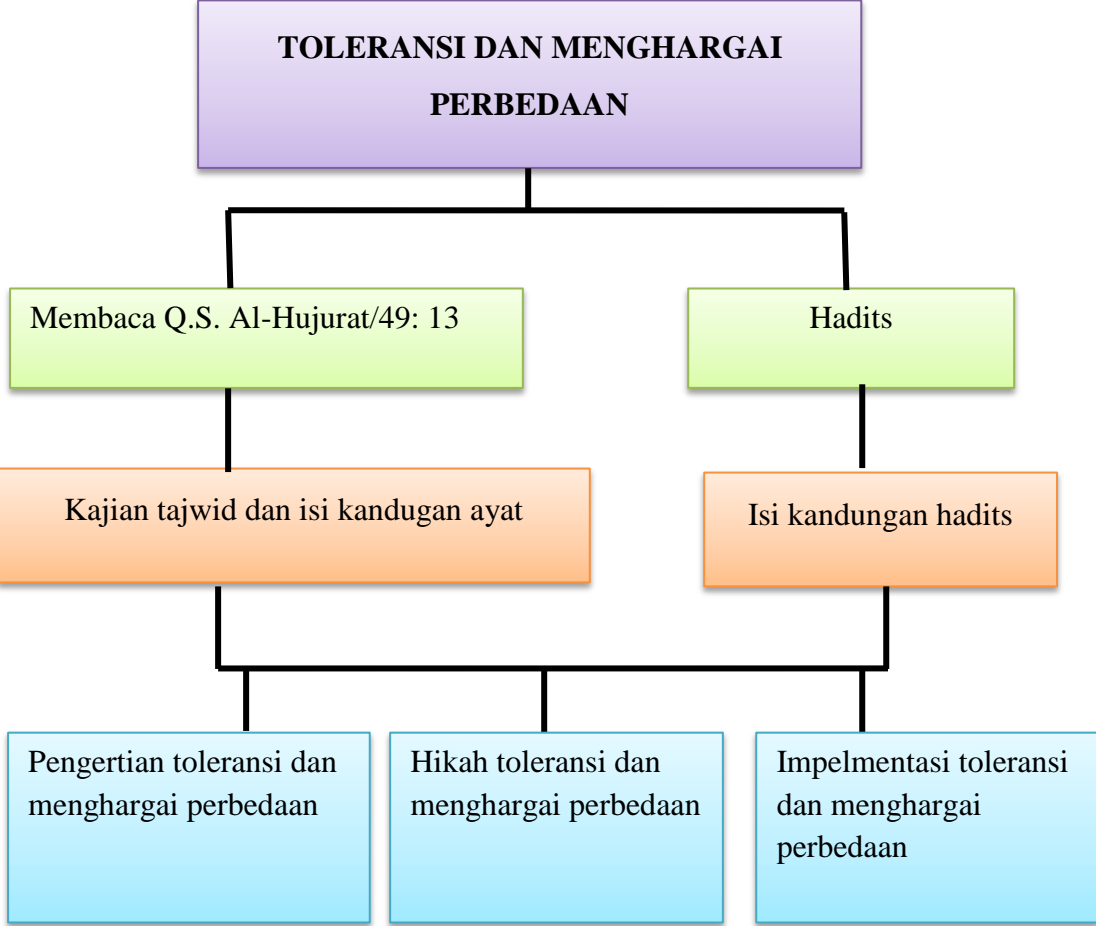 TOLERANSI DAN MENGHARGAI
PERBEDAAN
Membaca Q.S. Al-Hujurat/49: 13
Hadits
Kajian tajwid dan isi kandugan ayat
Isi kandungan hadits
Pengertian toleransi dan
menghargai perbedaan
Hikah toleransi dan
menghargai perbedaan
Impelmentasi toleransi
dan menghargai
perbedaan